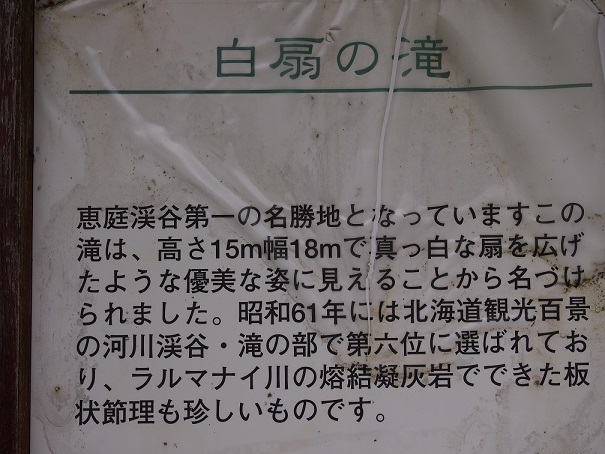 白扇の滝
恵庭渓谷第一の名勝地となっていますこの
滝は、高さ15m幅18mで真っ白な扇を広げ
たような優美な姿に見えることから名づけ
られました。昭和61年には北海道観光百景
の河川渓谷・滝の部で第六位に選ばれてお
り、ラルマナイ川の熔結凝灰岩でできた板
状節理も珍しいものです。